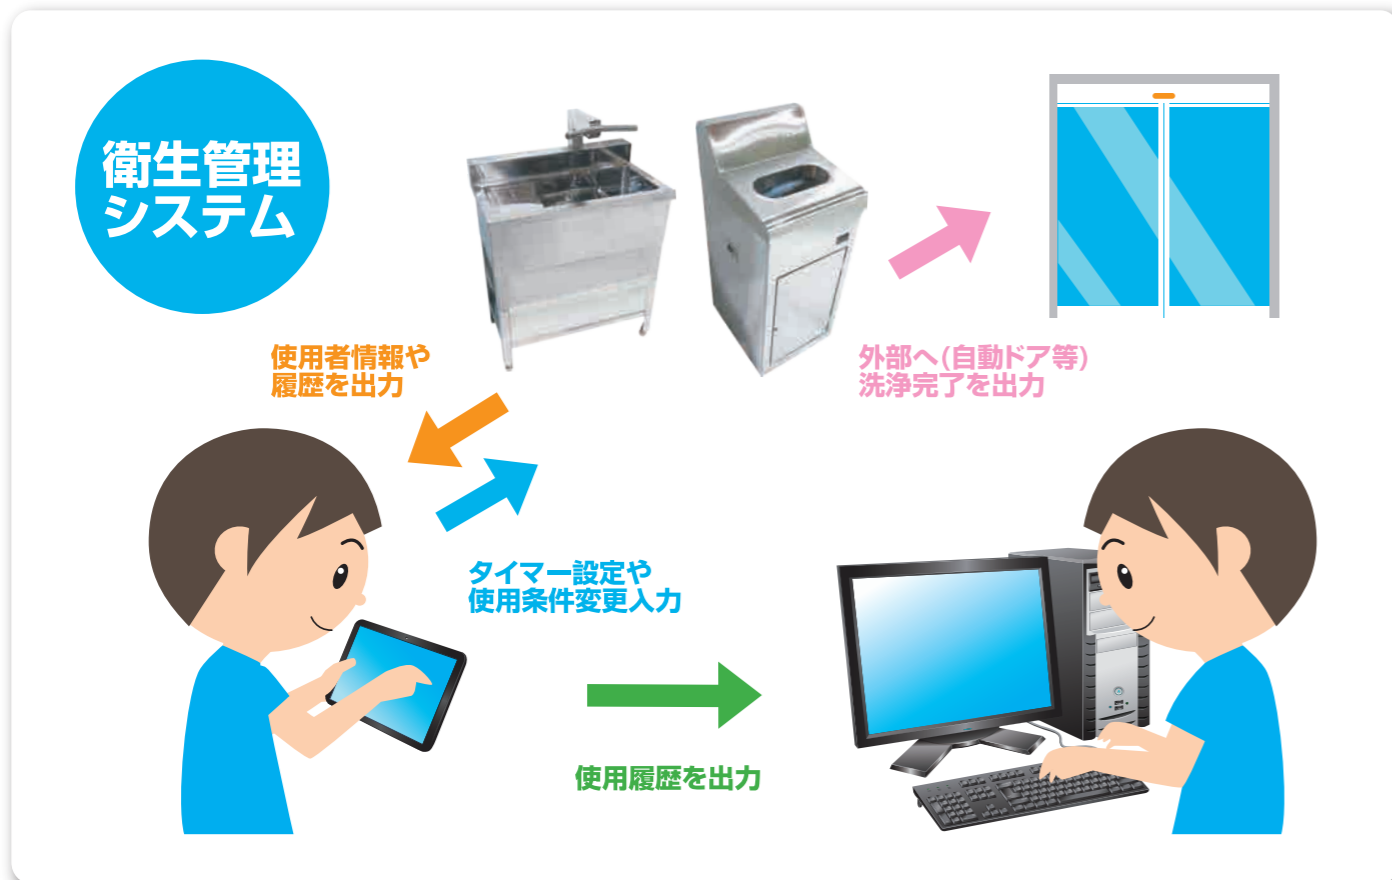 衛生管理
システム
使用者情報や
履歴を出力
外部へ(自動ドア等)
洗浄完了を出力
タイマー設定や
使用条件変更入力
使用履歴を出力